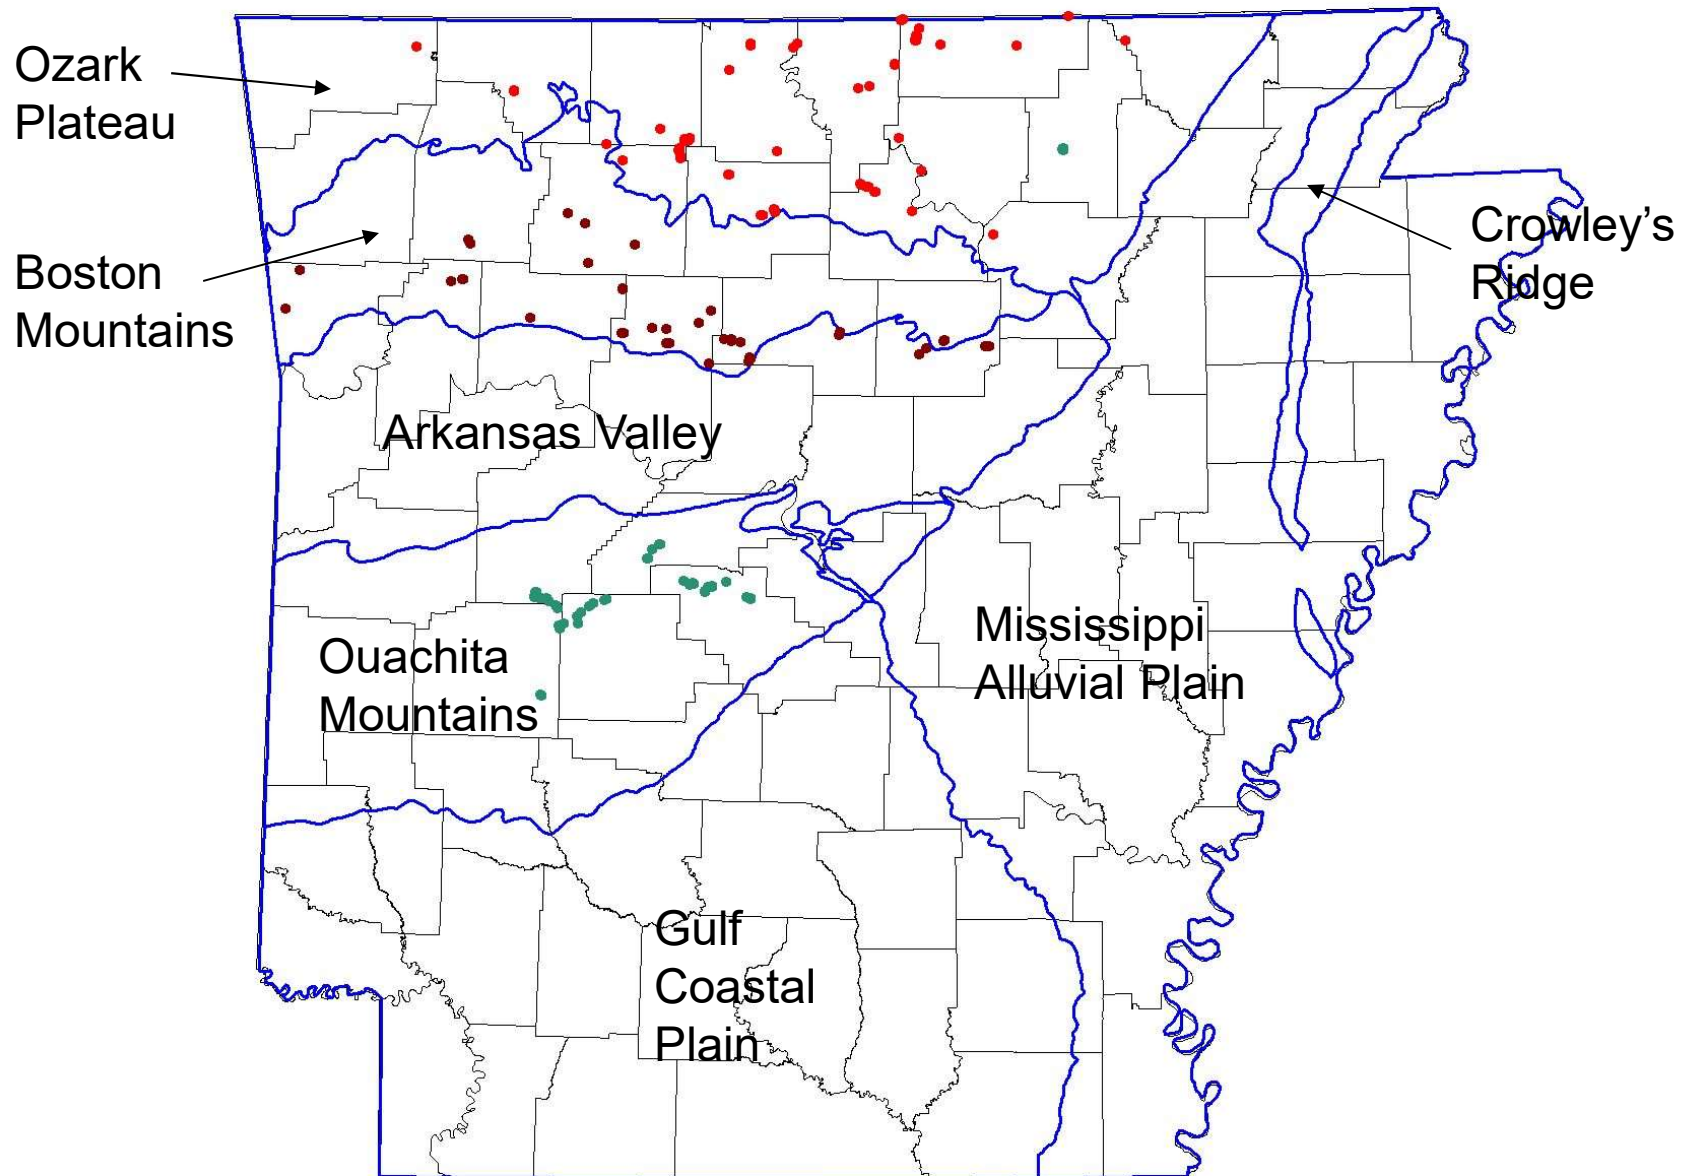 Ozark
Plateau
Crowley’s
Ridge
Boston
Mountains
Arkansas Valley
Mississippi
Alluvial Plain
Ouachita
Mountains
Gulf
Coastal
Plain